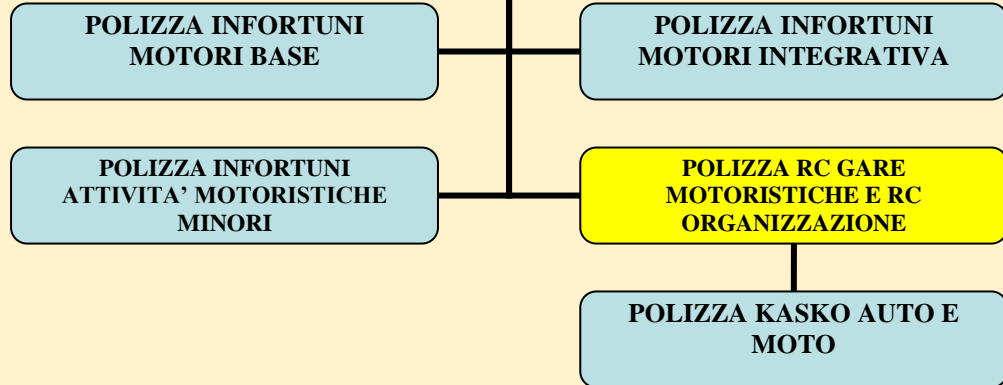 POLIZZA INFORTUNI
MOTORI BASE
POLIZZA INFORTUNI
MOTORI INTEGRATIVA
POLIZZA INFORTUNI
ATTIVITA’ MOTORISTICHE
MINORI
POLIZZA RC GARE
MOTORISTICHE E RC
ORGANIZZAZIONE
POLIZZA KASKO AUTO E
MOTO